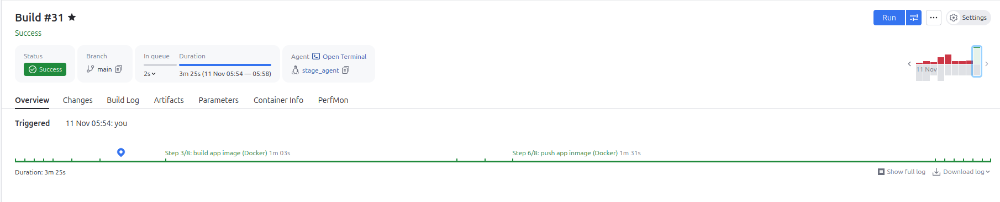 Build #31
Run
Settings
Success
Status
Success
Branch
main
In queue
2s
Duration
3m 25s (11 Nov 05:54 — 05:58)
Agent Open Terminal
stage_agent
11 Nov
Overview Changes Build Log Artifacts Parameters Container Info PerfMon
Triggered 11 Nov 05:54: you
Step 3/8: build app image (Docker) 1m 03s
Step 6/8: push app inmage (Docker) 1m 31s
Duration: 3m 25s
Show full log Download log